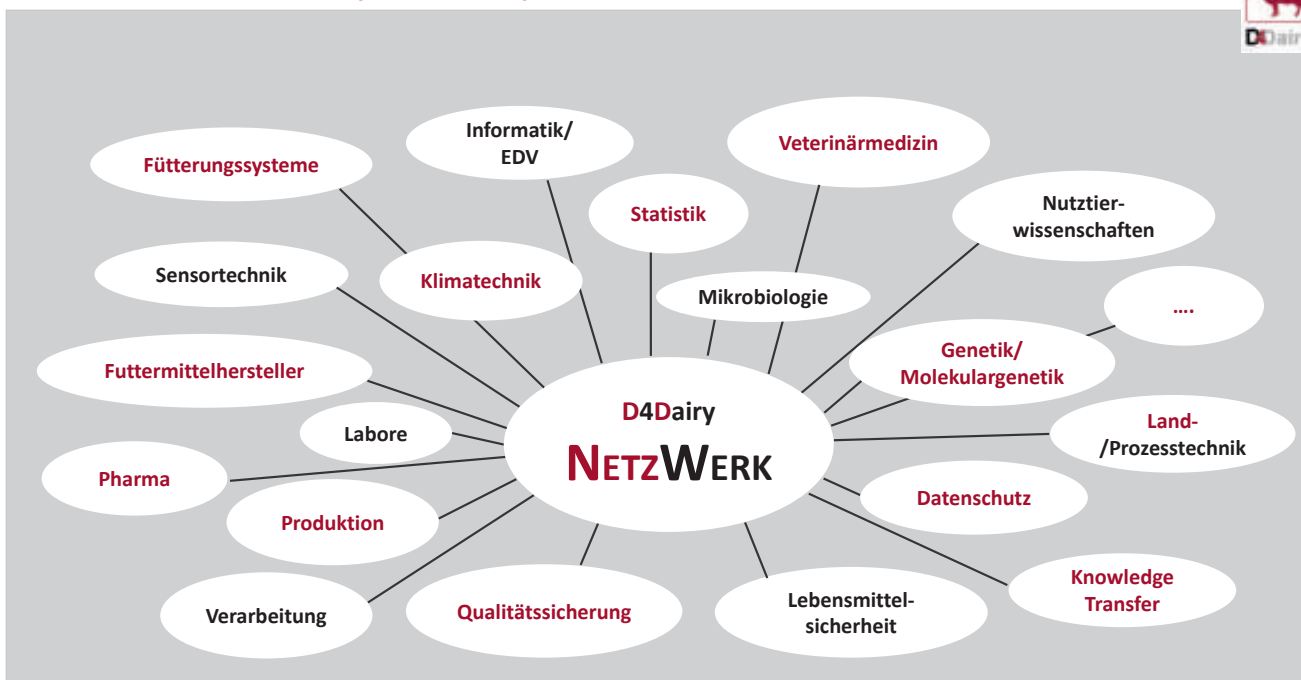 Informatik/
EDV
Veterinärmedizin
Fütterungssysteme
Statistik
Nutztier-
wissenschaften
Sensortechnik
Klimatechnik
Mikrobiologie
....
Genetik/
Molekulargenetik
Futtermittelhersteller
D4Dairy
NETZWERK
Labore
Land-
/Prozesstechnik
Pharma
Datenschutz
Produktion
Knowledge
Transfer
Verarbeitung
Qualitätssicherung
Lebensmittel-
sicherheit